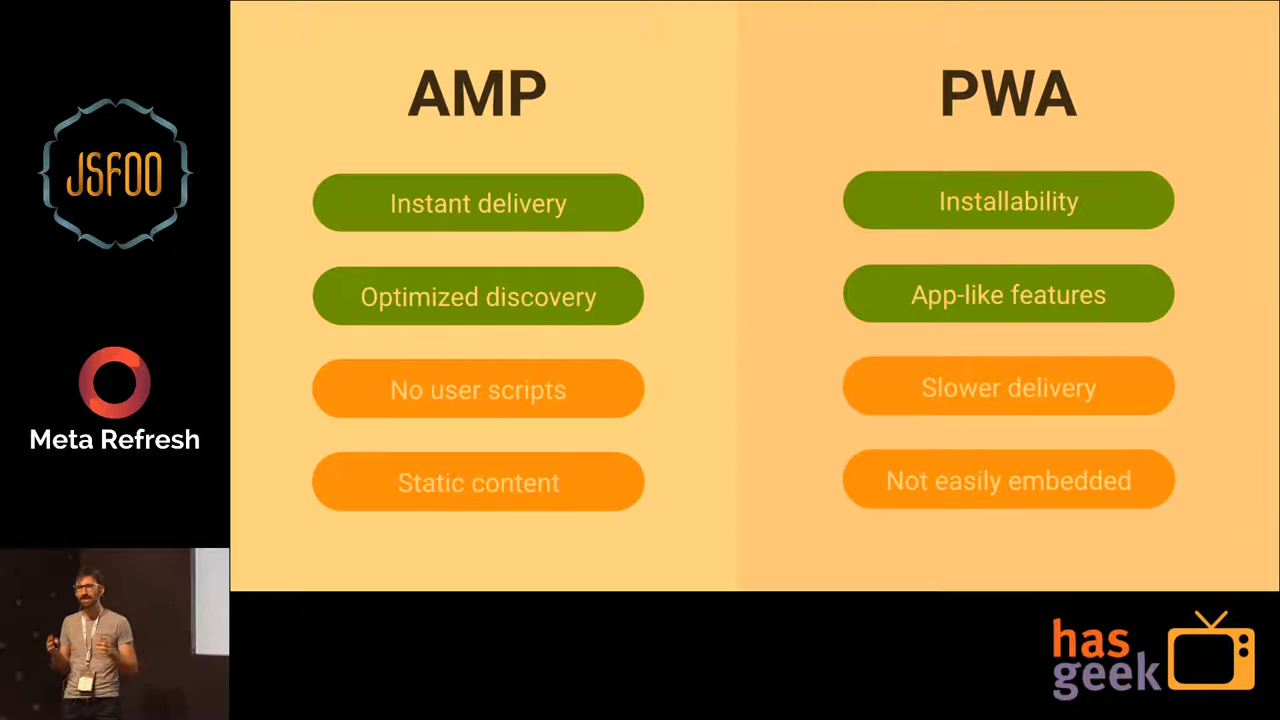 JSFOO
Meta Refresh
AMP
Instant delivery
Optimized discovery
No user scripts
Static content
PWA
Installability
App-like features
Slower delivery
Not easily embedded
has
geek